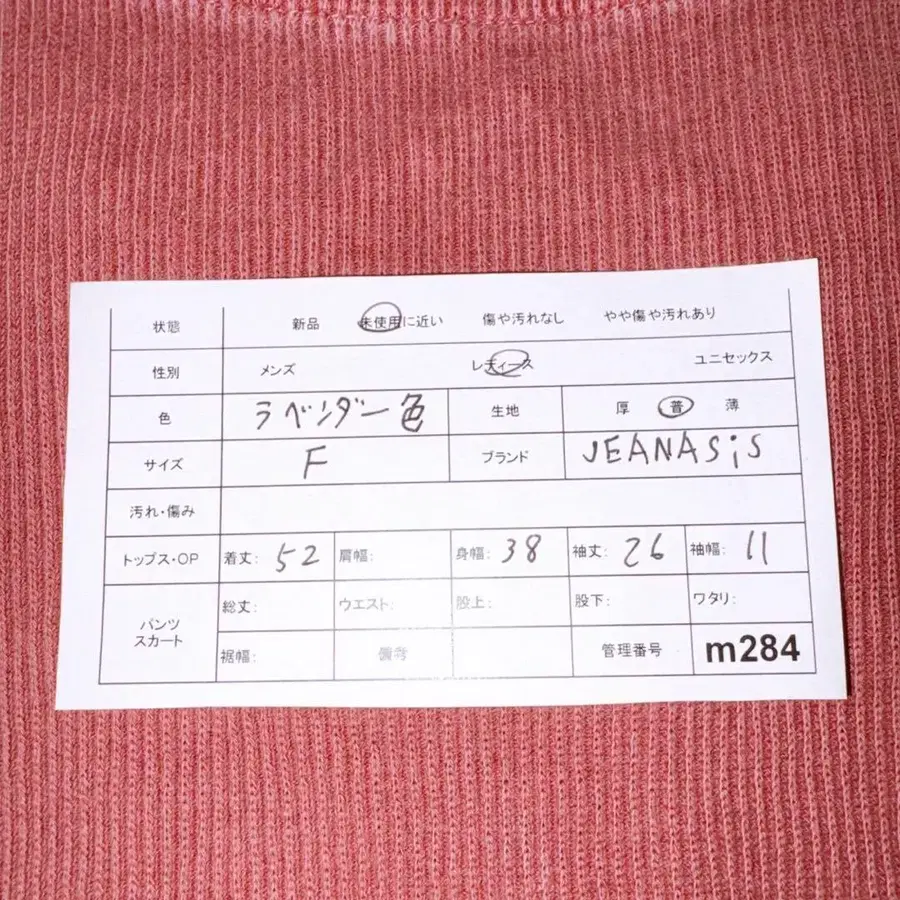 状態 新品 未使用に近い 傷や汚れなし やや傷や汚れあり
性別 メンズ レディース ユニセックス
色 ラベンダー色 生地 厚 普 薄
サイズ F ブランド JEANASiS
汚れ・傷み
トップス・OP 着丈: 52 肩幅: 身幅: 38 袖丈: 26 袖幅: 11
パンツ
スカート
総丈: ウエスト: 股上: 股下: ワタリ:
裾幅: 備考 管理番号 m284